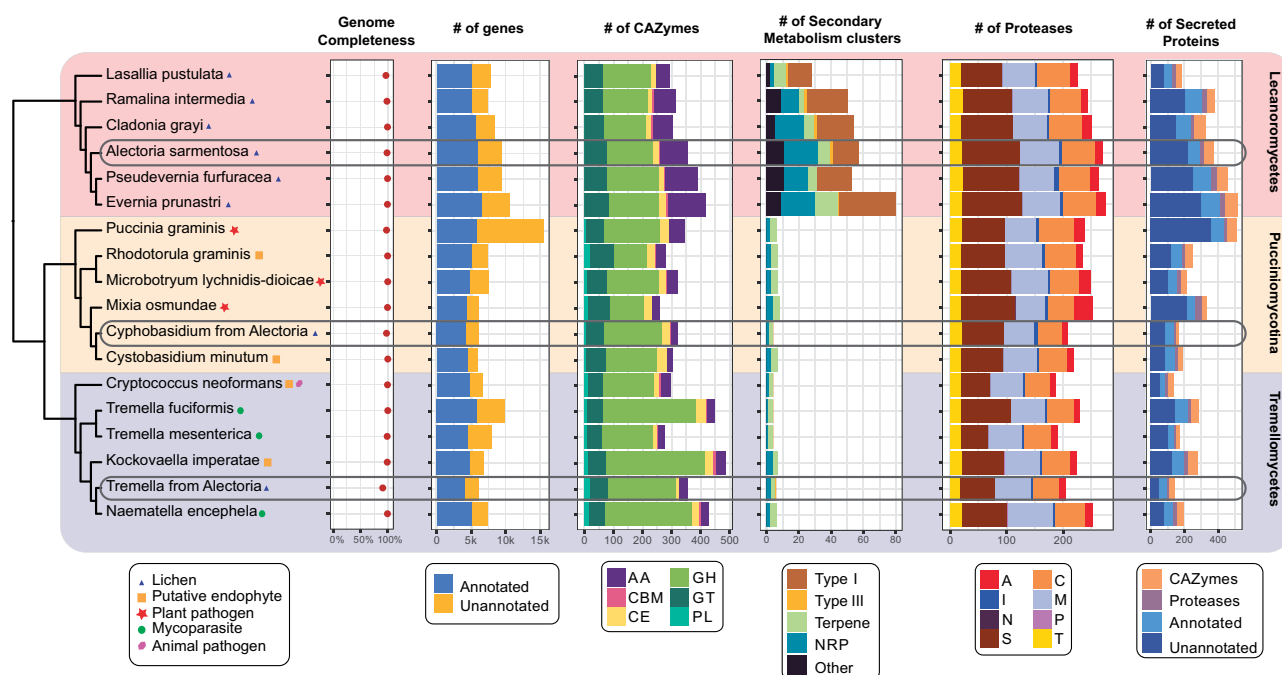 Genome
Completeness
# of genes
# of CAZymes
# of Secondary
Metabolism clusters
# of Proteases
# of Secreted
Proteins
Lasallia pustulata
Ramalina intermedia
Cladonia grayi
Alectoria sarmentosa
Pseudevernia furfuracea
Evernia prunastri
Puccinia graminis
Rhodotorula graminis
Microbotryum lychnidis-dioicae
Mixia osmundae
Cyphobasidium from Alectoria
Cystobasidium minutum
Cryptococcus neoformans
Tremella fuciformis
Tremella mesenterica
Kockovaella imperatae
Tremella from Alectoria
Naematella encephela
Lecanoromycetes
Pucciniomycotina
Tremellomycetes
0 50% 100%
0 5k 10k 15k
0 100 200 300 400 500
0 20 40 60 80
0 100 200
0 200 400
Lichen
Putative endophyte
Plant pathogen
Mycoparasite
Animal pathogen
Annotated
Unannotated
AA GH
CBM GT
CE PL
Type I
Type III
Terpene
NRP
Other
A C
I M
N P
S T
CAZymes
Proteases
Annotated
Unannotated